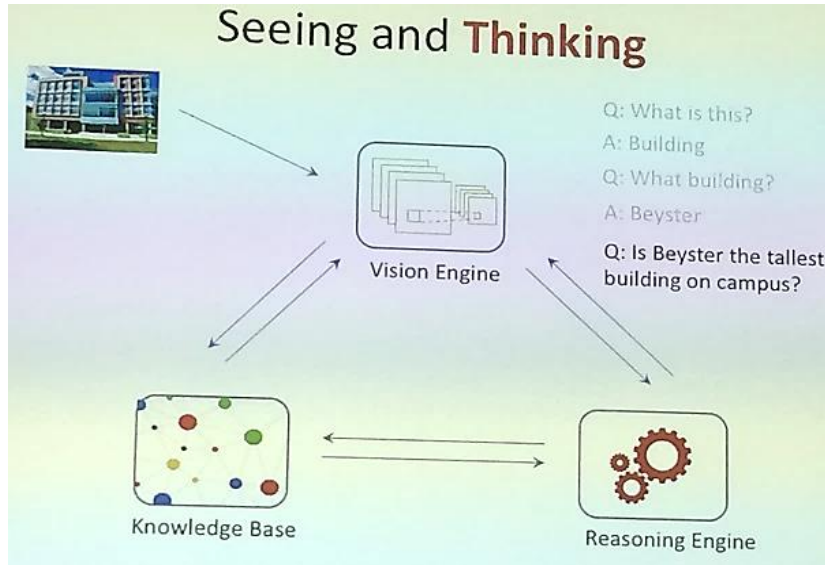 Seeing and Thinking
Q: What is this?
A: Building
Q: What building?
A: Beyster
Q: Is Beyster the tallest
building on campus?
Vision Engine
Knowledge Base
Reasoning Engine